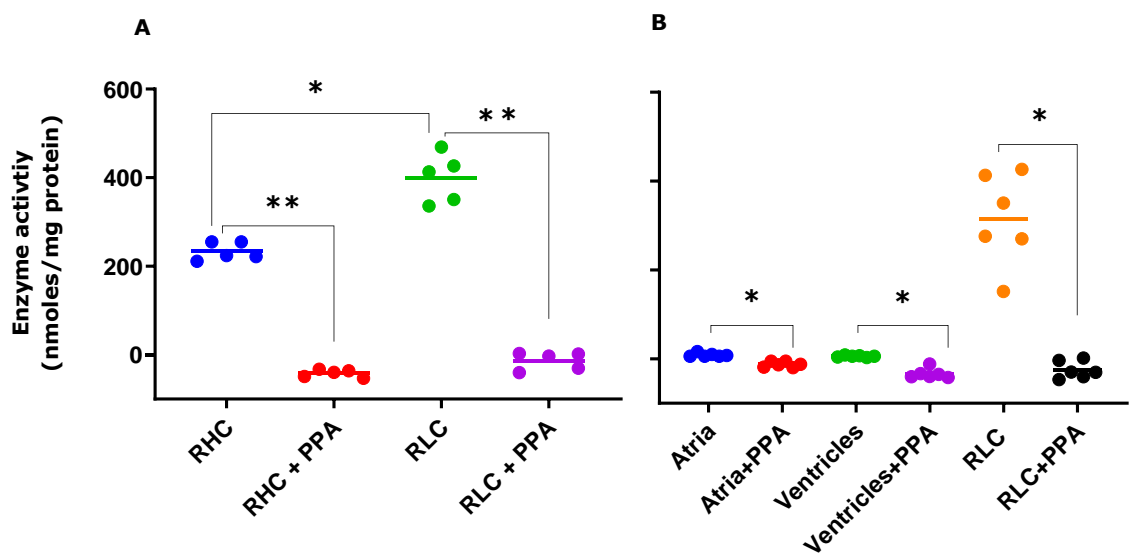 A
B
Enzyme activtiy
(nmoles/mg protein)
600
400
200
0
*
**
**
*
*
*
RHC
RHC + PPA
RLC
RLC + PPA
Atria
Atria+PPA
Ventricles
Ventricles+PPA
RLC
RLC+PPA